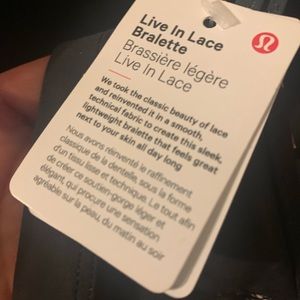 Live In Lace
Bralette
Brassière légère
Live In Lace
We took the classic beauty of lace
and reinvented it in a smooth,
technical fabric to create this sleek,
lightweight bralette that feels great
next to your skin all day long
Nous avons réinventé le raffinement
classique de la dentelle, sous la forme
d'un tissu lisse et technique. Le tout afin
de créer ce soutien-gorge léger et
élégant, qui procure une sensation
agréable sur la peau, du matin au soir